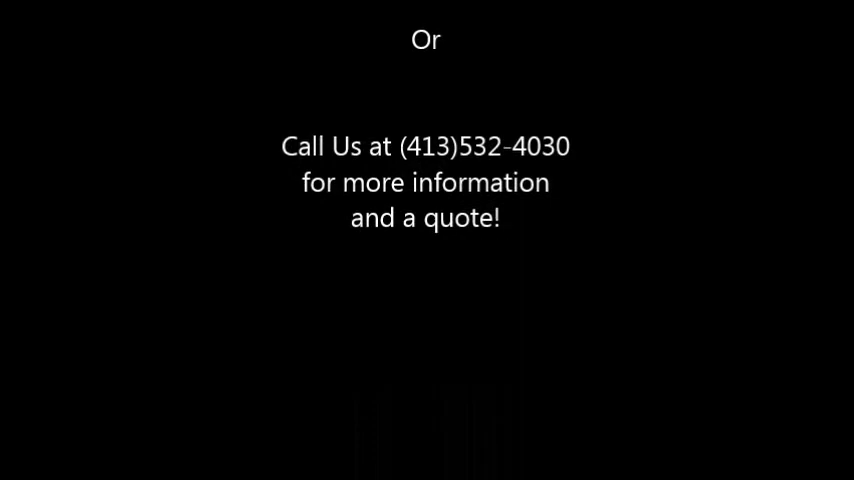 Or
Call Us at (413)532-4030
for more information
and a quote!